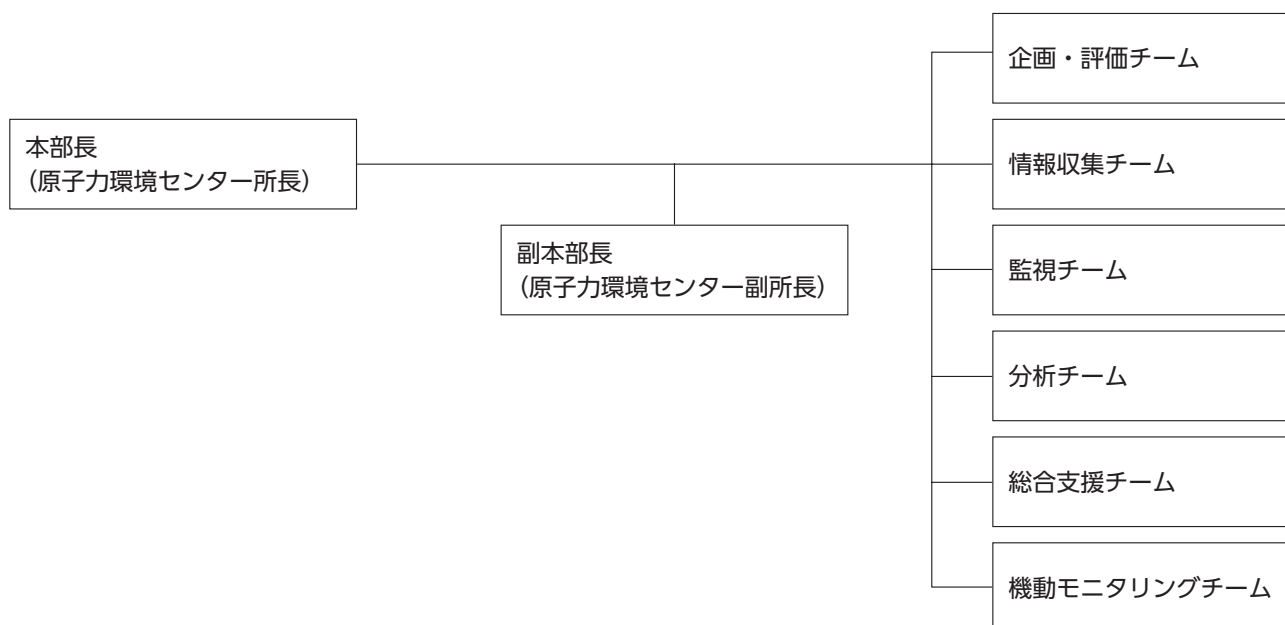 本部長
（原子力環境センター所長）
副本部長
（原子力環境センター副所長）
企画・評価チーム
情報収集チーム
監視チーム
分析チーム
総合支援チーム
機動モニタリングチーム